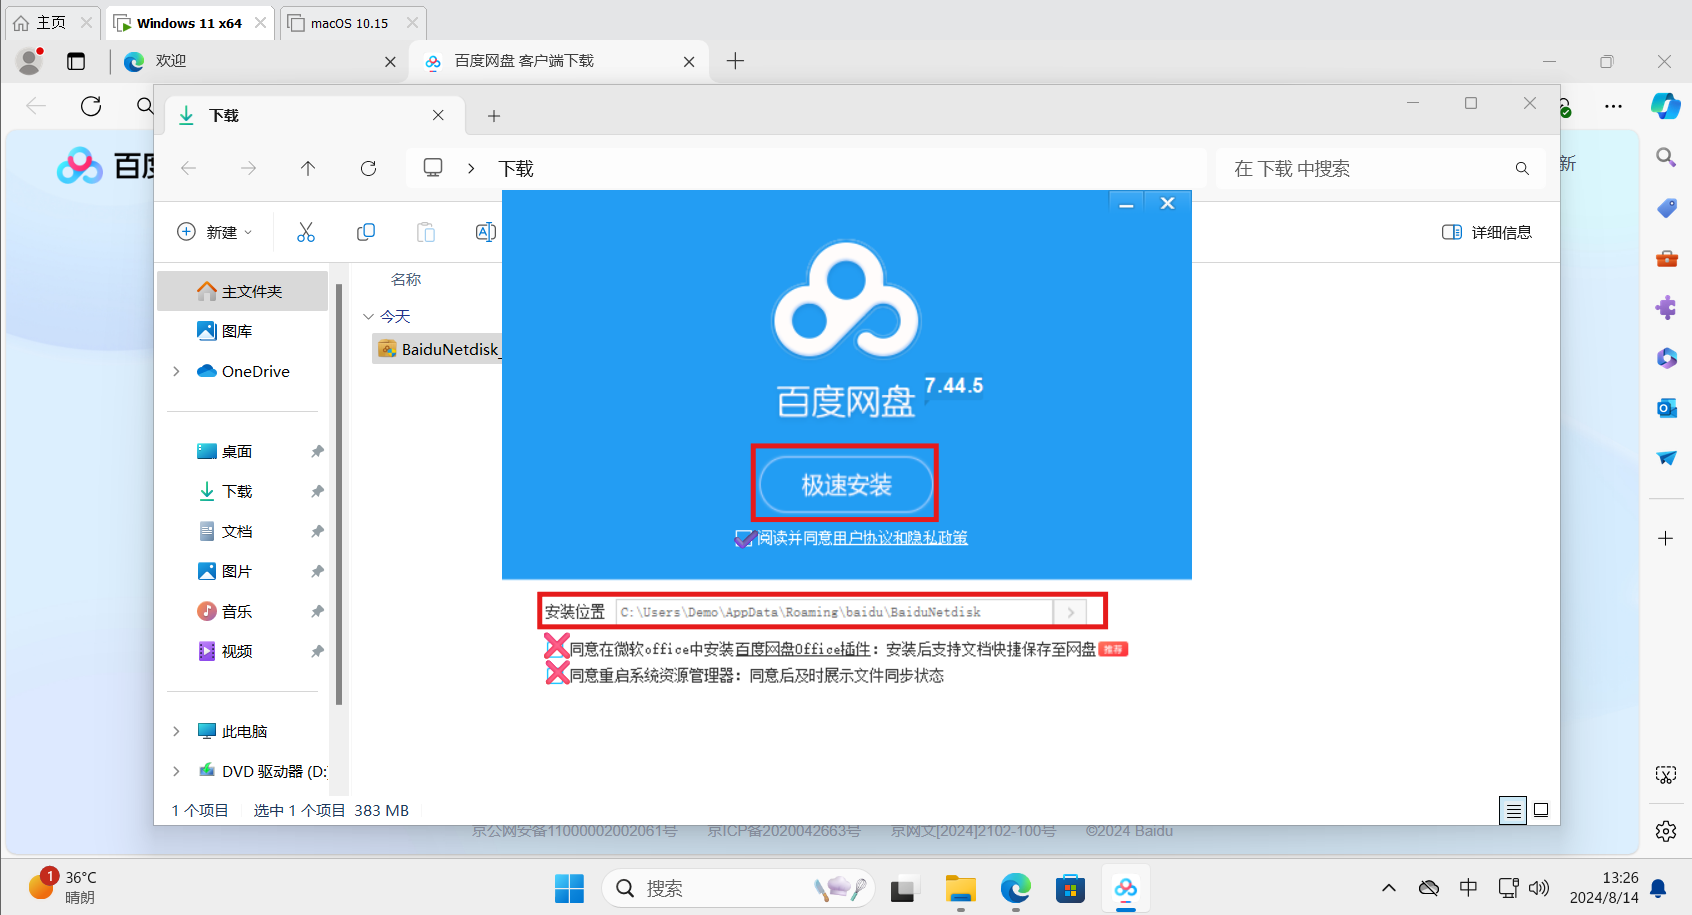 主页
Windows 11 x64
macOS 10.15
欢迎
百度网盘 客户端下载
下载
下载
在 下载 中搜索
新
新建
详细信息
主文件夹
图库
OneDrive
桌面
下载
文档
图片
音乐
视频
此电脑
DVD 驱动器 (D:)
名称
今天
BaiduNetdisk_
百度网盘
7.44.5
极速安装
阅读并同意用户协议和隐私政策
安装位置 C:\Users\Demo\AppData\Roaming\baidu\BaiduNetdisk
同意在微软office中安装百度网盘Office插件：安装后支持文档快捷保存至网盘 推荐
同意重启系统资源管理器：同意后及时展示文件同步状态
1 个项目 选中 1 个项目 383 MB
京公网安备11000002002061号 京ICP备2020042663号 京网文[2024]2102-100号 ©2024 Baidu
1
36°C
晴朗
搜索
中
13:26
2024/8/14